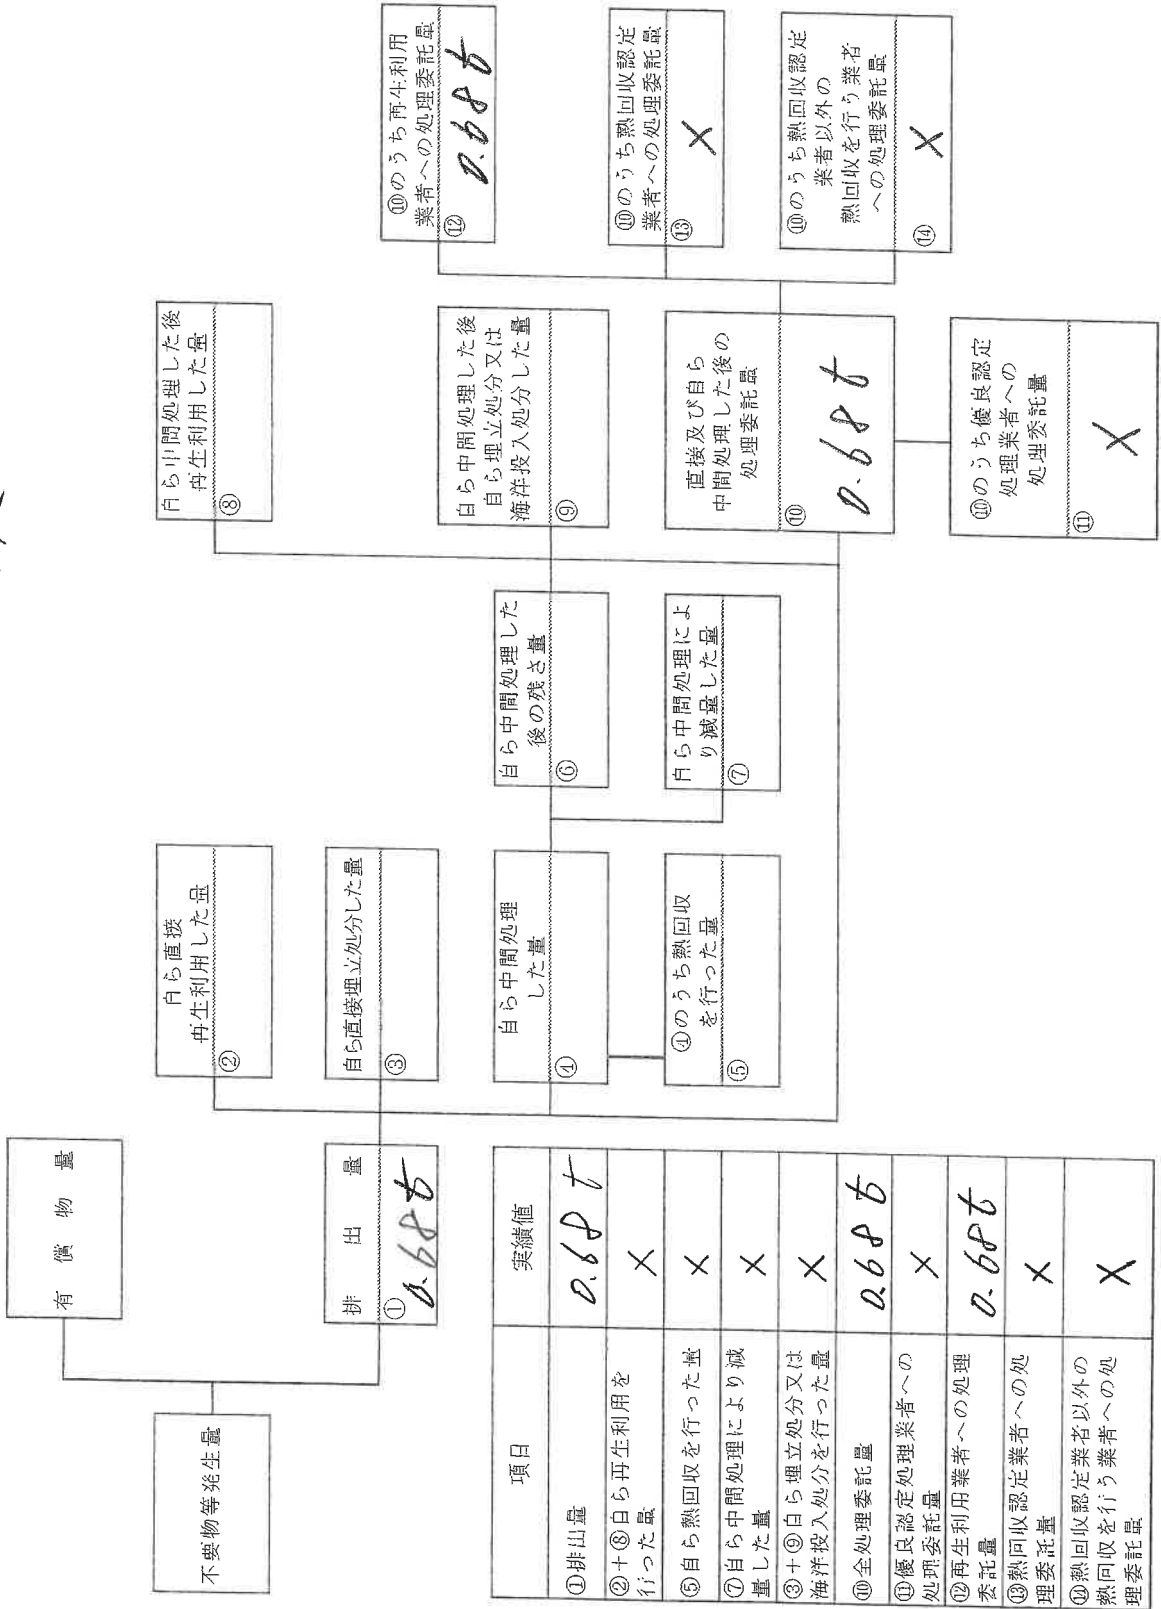 不要物等発生量
有償物量
排出量
① 0.68t
自ら直接
再生利用した量
②
自ら直接埋立処分した量
③
自ら中間処理
した量
④
④のうち熱回収
を行った量
⑤
自ら中間処理した
後の残さ量
⑥
自ら中間処理によ
り減量した量
⑦
自ら中間処理した後
再生利用した量
⑧
自ら中間処理した後
自ら埋立処分又は
海洋投入処分した量
⑨
直接及び自ら
中間処理した後の
処理委託量
⑩
0.68t
⑩のうち優良認定
処理業者への
処理委託量
⑪
X
⑩のうち再生利用
業者への処理委託量
⑫ 0.68t
⑩のうち熱回収認定
業者への処理委託量
⑬ X
⑩のうち熱回収認定
業者以外の
熱回収を行う業者
への処理委託量
⑭ X
項目 実績値
①排出量 0.68t
②+⑧自ら再生利用を
行った量 X
⑤自ら熱回収を行った量 X
⑦自ら中間処理により減
量した量 X
③+⑨自ら埋立処分又は
海洋投入処分を行った量 X
⑩全処理委託量 0.68t
⑪優良認定処理業者への
処理委託量 X
⑫再生利用業者への処理
委託量 0.68t
⑬熱回収認定業者への処
理委託量 X
⑭熱回収認定業者以外の
熱回収を行う業者への処
理委託量 X